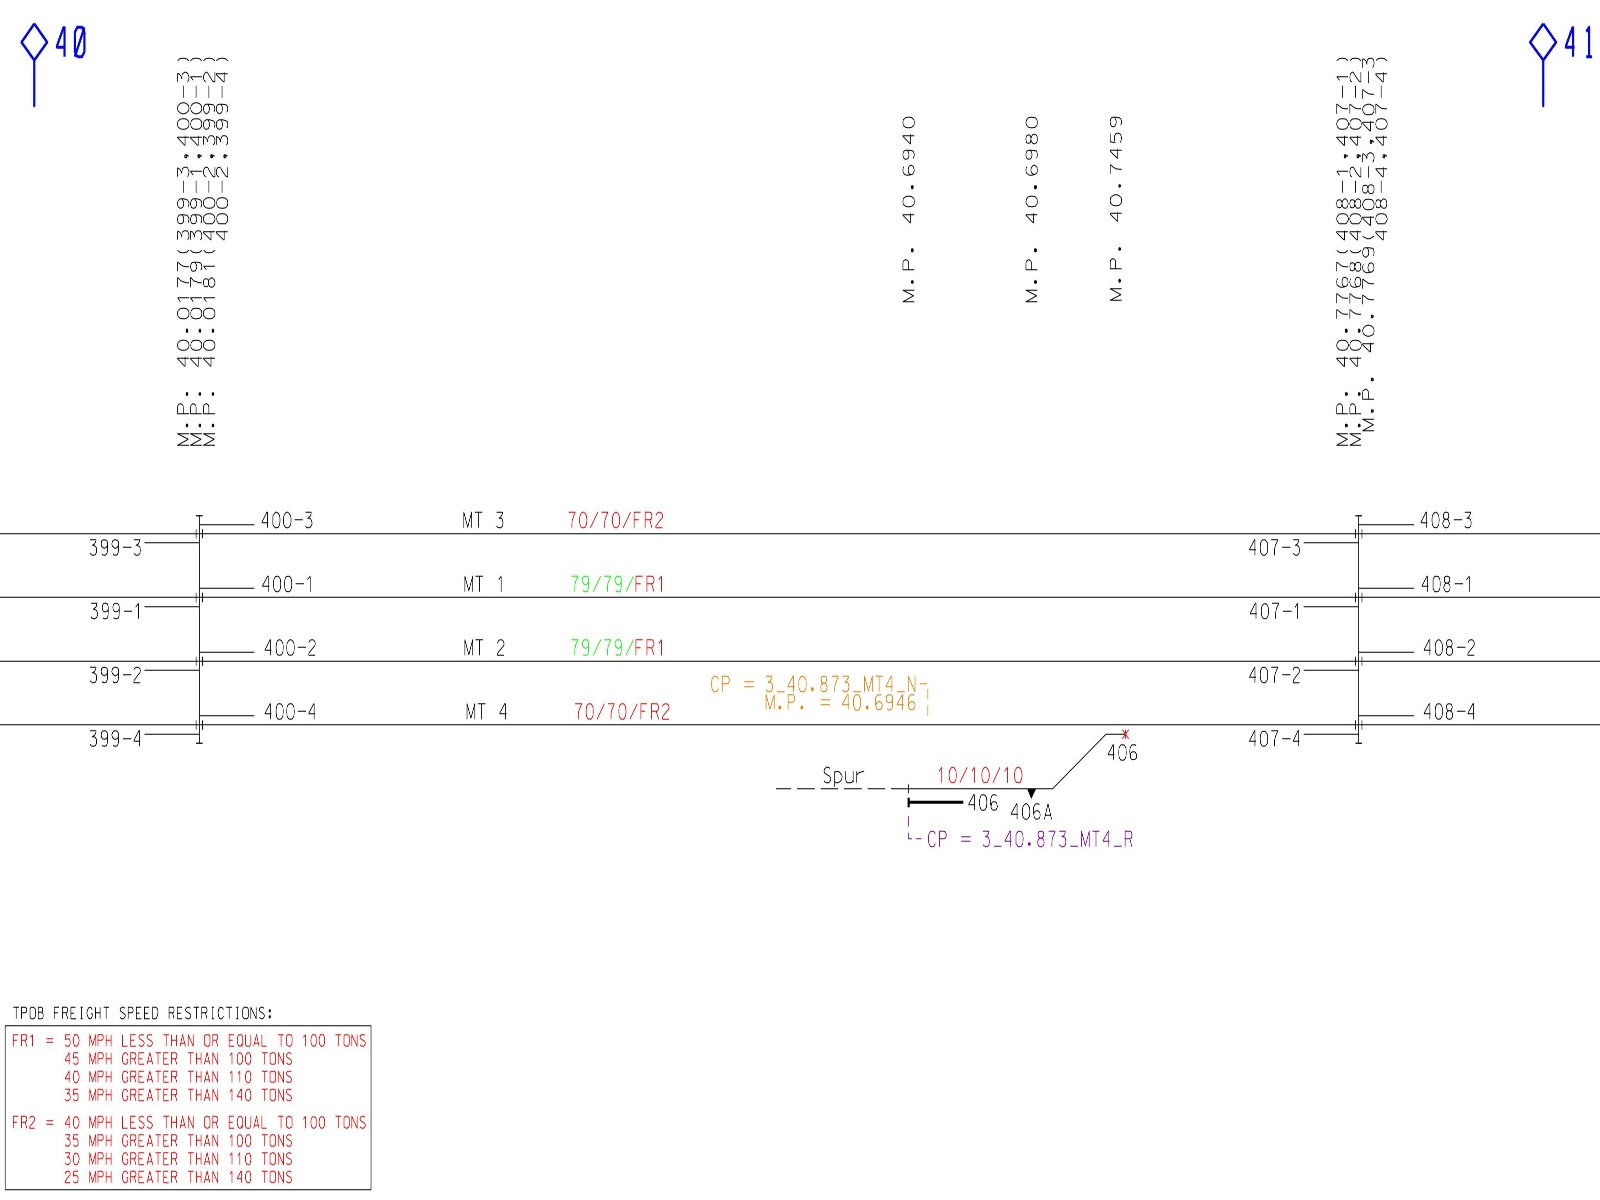 40
41
M.P. 40.0177(399-3,400-3)
M.P. 40.0179(399-1,400-1)
M.P. 40.0181(400-2,399-2)
400-2,399-4)
M.P. 40.6940
M.P. 40.6980
M.P. 40.7459
M.P. 40.7767(408-1,407-1)
M.P. 40.7768(408-2,407-2)
M.P. 40.7769(408-3,407-3
408-4,407-4)
400-3 MT 3 70/70/FR2 408-3
399-3 407-3
400-1 MT 1 79/79/FR1 408-1
399-1 407-1
400-2 MT 2 79/79/FR1 408-2
399-2 407-2
CP = 3_40.873_MT4_N
M.P. = 40.6946
400-4 MT 4 70/70/FR2 408-4
399-4 407-4
406
Spur 10/10/10
406 406A
CP = 3_40.873_MT4_R
TPOB FREIGHT SPEED RESTRICTIONS:
FR1 = 50 MPH LESS THAN OR EQUAL TO 100 TONS
45 MPH GREATER THAN 100 TONS
40 MPH GREATER THAN 110 TONS
35 MPH GREATER THAN 140 TONS
FR2 = 40 MPH LESS THAN OR EQUAL TO 100 TONS
35 MPH GREATER THAN 100 TONS
30 MPH GREATER THAN 110 TONS
25 MPH GREATER THAN 140 TONS